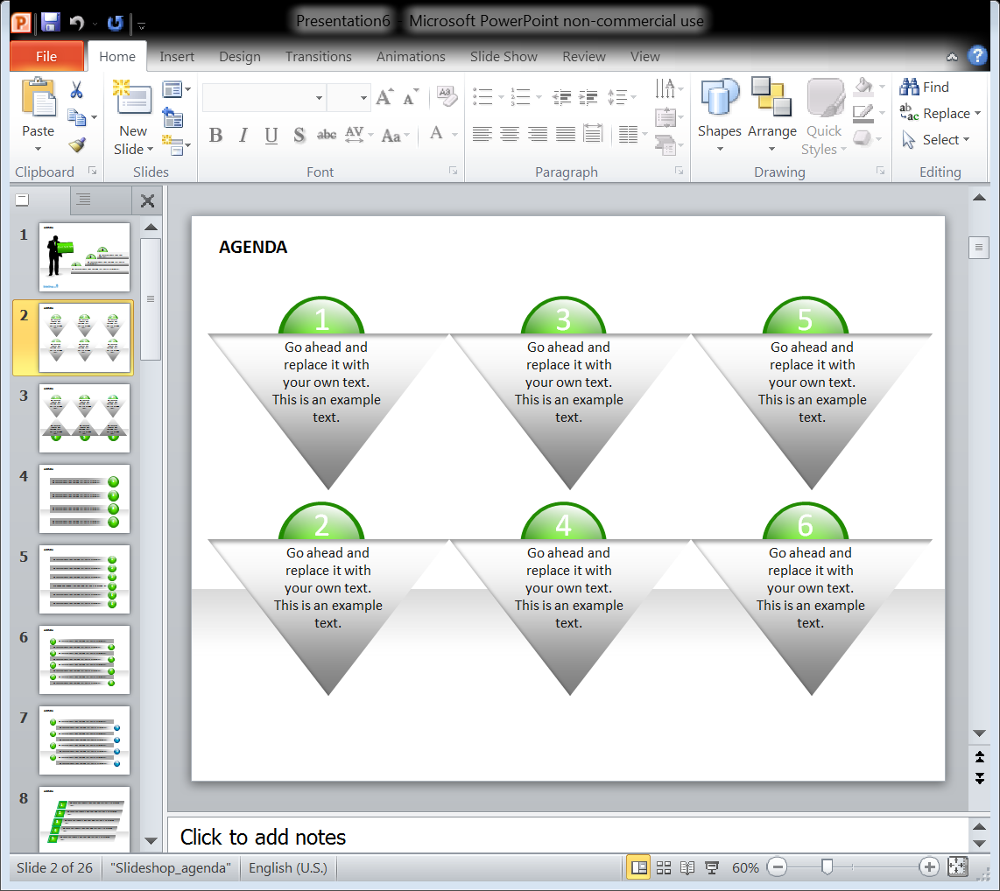 Presentation6 - Microsoft PowerPoint non-commercial use
File Home Insert Design Transitions Animations Slide Show Review View
Paste
New
Slide
Shapes Arrange Quick
Styles
Find
Replace
Select
B I U S abc AV Aa A
Clipboard Slides Font Paragraph Drawing Editing
1
2
3
4
5
6
7
8
AGENDA
1
Go ahead and
replace it with
your own text.
This is an example
text.
3
Go ahead and
replace it with
your own text.
This is an example
text.
5
Go ahead and
replace it with
your own text.
This is an example
text.
2
Go ahead and
replace it with
your own text.
This is an example
text.
4
Go ahead and
replace it with
your own text.
This is an example
text.
6
Go ahead and
replace it with
your own text.
This is an example
text.
Click to add notes
Slide 2 of 26 "Slideshop_agenda" English (U.S.) 60%